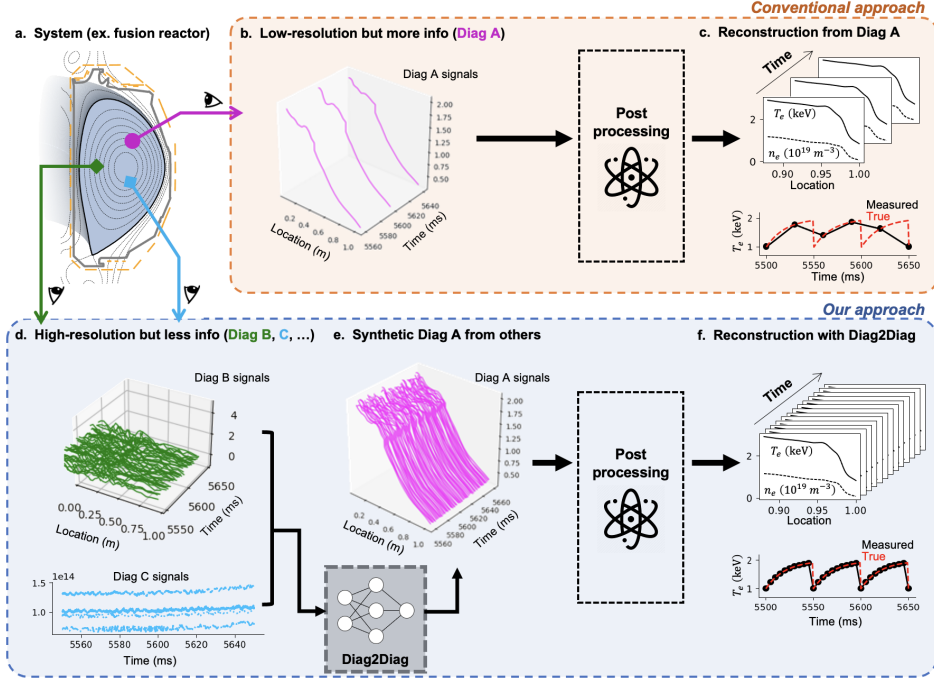 Conventional approach
a. System (ex. fusion reactor)
b. Low-resolution but more info (Diag A)
Diag A signals
2.00
1.75
1.50
1.25
1.00
0.75
0.50
0.2
0.4
0.6
0.8
1.0
Location (m)
5560
5580
5600
5620
5640
Time (ms)
Post
processing
c. Reconstruction from Diag A
Time
2
0
T_e (keV)
n_e (10^19 m^−3)
0.90
0.95
1.00
Location
Measured
True
T_e (keV)
2
1
5500
5550
5600
5650
Time (ms)
Our approach
d. High-resolution but less info (Diag B, C, ...)
Diag B signals
4
2
0
0.00
0.25
0.50
0.75
1.00
Location (m)
5550
5600
5650
Time (ms)
1e14
Diag C signals
1.5
1.0
5560
5580
5600
5620
5640
Time (ms)
e. Synthetic Diag A from others
Diag A signals
2.00
1.75
1.50
1.25
1.00
0.75
0.50
0.2
0.4
0.6
0.8
1.0
Location (m)
5560
5580
5600
5620
5640
5660
Time (ms)
Diag2Diag
Post
processing
f. Reconstruction with Diag2Diag
Time
2
0
T_e (keV)
n_e (10^19 m^−3)
0.90
0.95
1.00
Location
Measured
True
T_e (keV)
2
1
5500
5550
5600
5650
Time (ms)